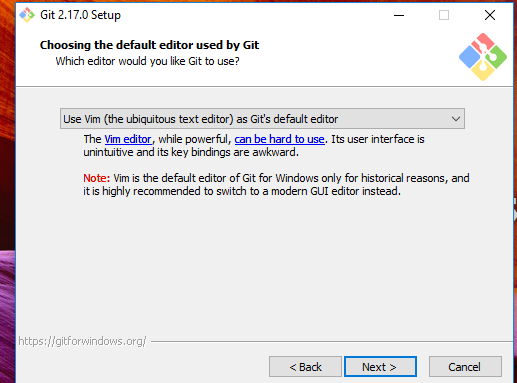 Git 2.17.0 Setup
Choosing the default editor used by Git
Which editor would you like Git to use?
Use Vim (the ubiquitous text editor) as Git's default editor
The Vim editor, while powerful, can be hard to use. Its user interface is
unintuitive and its key bindings are awkward.
Note: Vim is the default editor of Git for Windows only for historical reasons, and
it is highly recommended to switch to a modern GUI editor instead.
https://gitforwindows.org/
< Back
Next >
Cancel